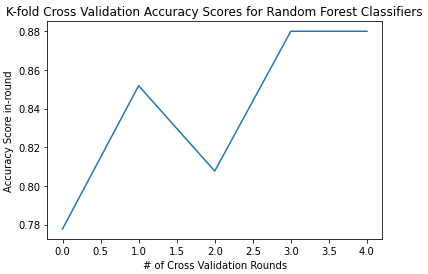 K-fold Cross Validation Accuracy Scores for Random Forest Classifiers
0.88
0.86
0.84
0.82
0.80
0.78
Accuracy Score in-round
0.0 0.5 1.0 1.5 2.0 2.5 3.0 3.5 4.0
# of Cross Validation Rounds